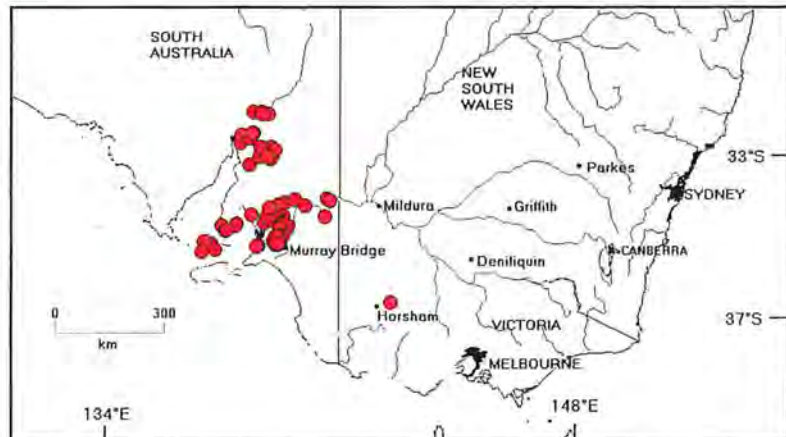 SOUTH
AUSTRALIA
NEW
SOUTH
WALES
33°S
Parkes
SYDNEY
Mildura
Griffith
Murray Bridge
Deniliquin
CANBERRA
0
300
km
Horsham
VICTORIA
37°S
MELBOURNE
134°E
148°E